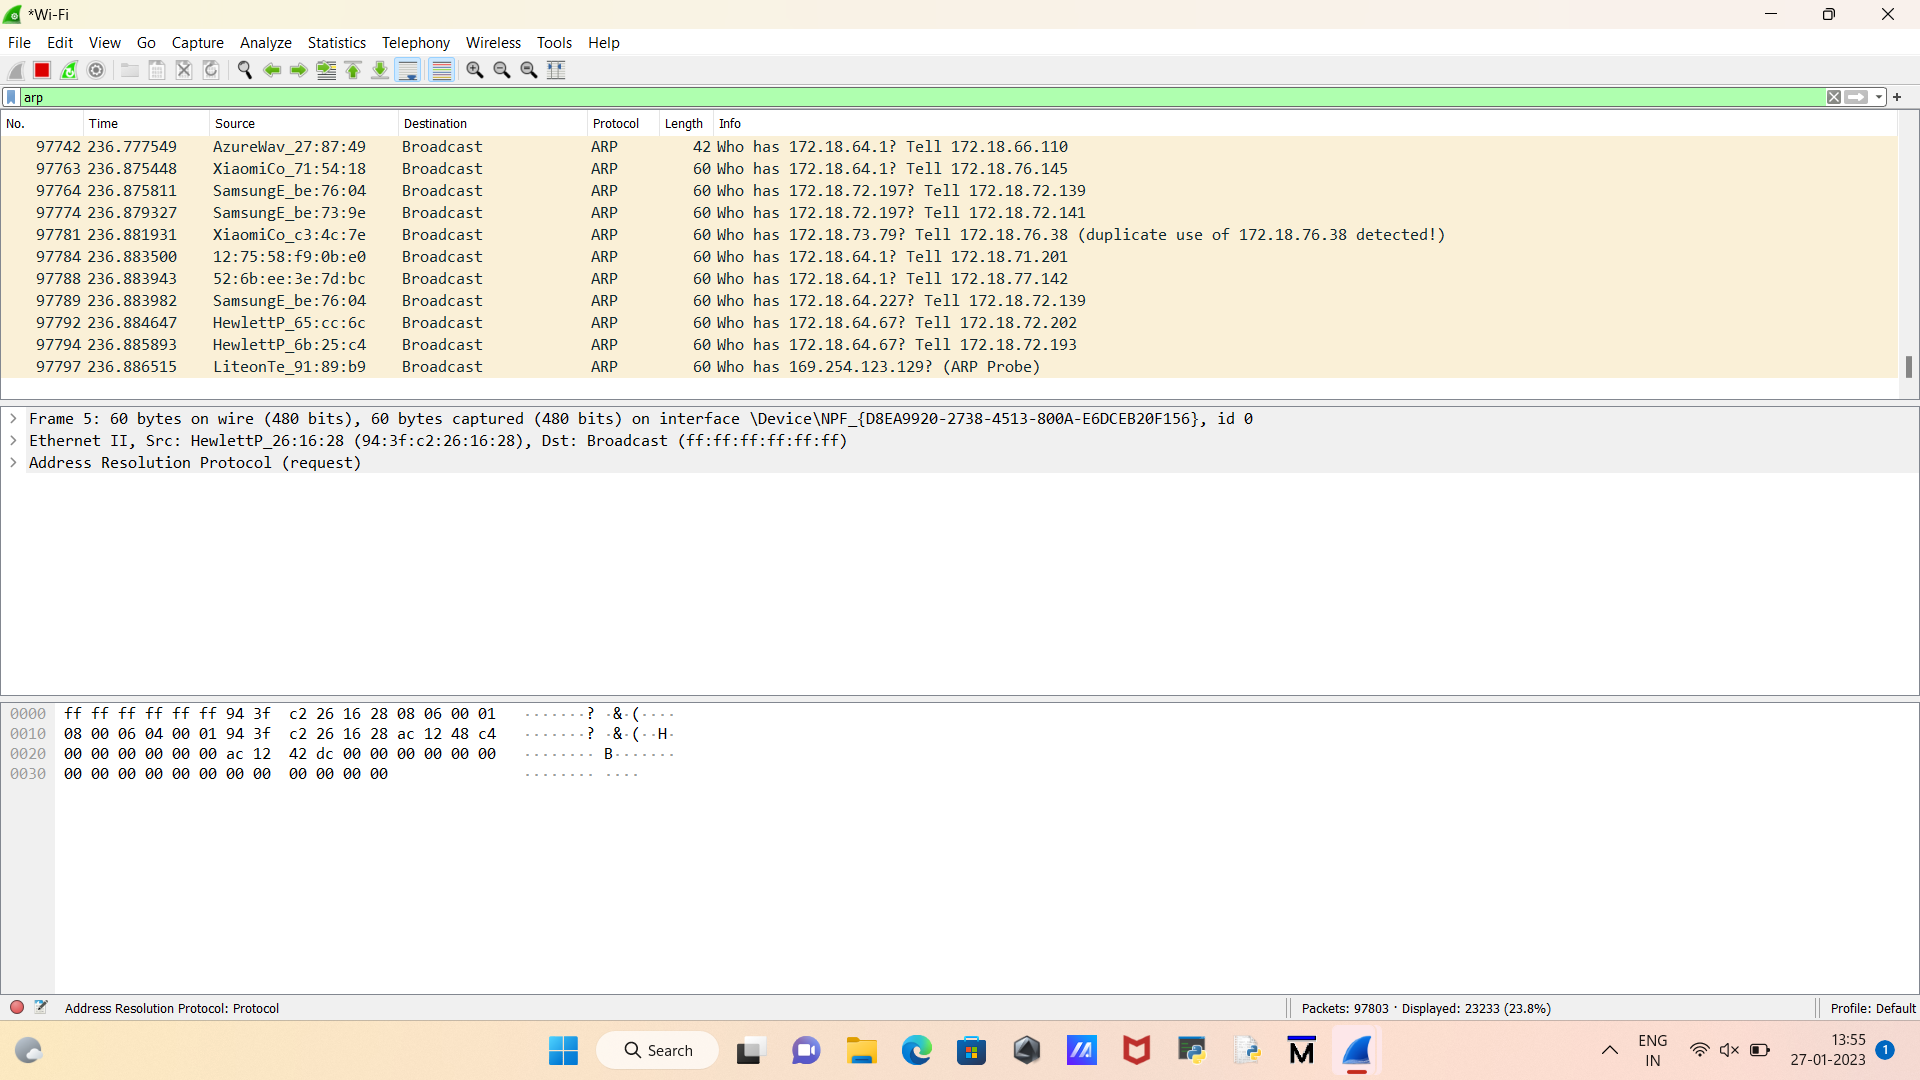 *Wi-Fi
File Edit View Go Capture Analyze Statistics Telephony Wireless Tools Help
arp
No. Time Source Destination Protocol Length Info
97742 236.777549 AzureWav_27:87:49 Broadcast ARP 42 Who has 172.18.64.1? Tell 172.18.66.110
97763 236.875448 XiaomiCo_71:54:18 Broadcast ARP 60 Who has 172.18.64.1? Tell 172.18.76.145
97764 236.875811 SamsungE_be:76:04 Broadcast ARP 60 Who has 172.18.72.197? Tell 172.18.72.139
97774 236.879327 SamsungE_be:73:9e Broadcast ARP 60 Who has 172.18.72.197? Tell 172.18.72.141
97781 236.881931 XiaomiCo_c3:4c:7e Broadcast ARP 60 Who has 172.18.73.79? Tell 172.18.76.38 (duplicate use of 172.18.76.38 detected!)
97784 236.883500 12:75:58:f9:0b:e0 Broadcast ARP 60 Who has 172.18.64.1? Tell 172.18.71.201
97788 236.883943 52:6b:ee:3e:7d:bc Broadcast ARP 60 Who has 172.18.64.1? Tell 172.18.77.142
97789 236.883982 SamsungE_be:76:04 Broadcast ARP 60 Who has 172.18.64.227? Tell 172.18.72.139
97792 236.884647 HewlettP_65:cc:6c Broadcast ARP 60 Who has 172.18.64.67? Tell 172.18.72.202
97794 236.885893 HewlettP_6b:25:c4 Broadcast ARP 60 Who has 172.18.64.67? Tell 172.18.72.193
97797 236.886515 LiteonTe_91:89:b9 Broadcast ARP 60 Who has 169.254.123.129? (ARP Probe)
Frame 5: 60 bytes on wire (480 bits), 60 bytes captured (480 bits) on interface \Device\NPF_{D8EA9920-2738-4513-800A-E6DCEB20F156}, id 0
Ethernet II, Src: HewlettP_26:16:28 (94:3f:c2:26:16:28), Dst: Broadcast (ff:ff:ff:ff:ff:ff)
Address Resolution Protocol (request)
0000 ff ff ff ff ff ff 94 3f c2 26 16 28 08 06 00 01 ·······? ·&·(····
0010 08 00 06 04 00 01 94 3f c2 26 16 28 ac 12 48 c4 ·······? ·&·(··H·
0020 00 00 00 00 00 00 ac 12 42 dc 00 00 00 00 00 00 ········ B·······
0030 00 00 00 00 00 00 00 00 00 00 00 00 ········ ····
Address Resolution Protocol: Protocol
Packets: 97803 · Displayed: 23233 (23.8%)
Profile: Default
Search
ENG
IN
13:55
27-01-2023
1